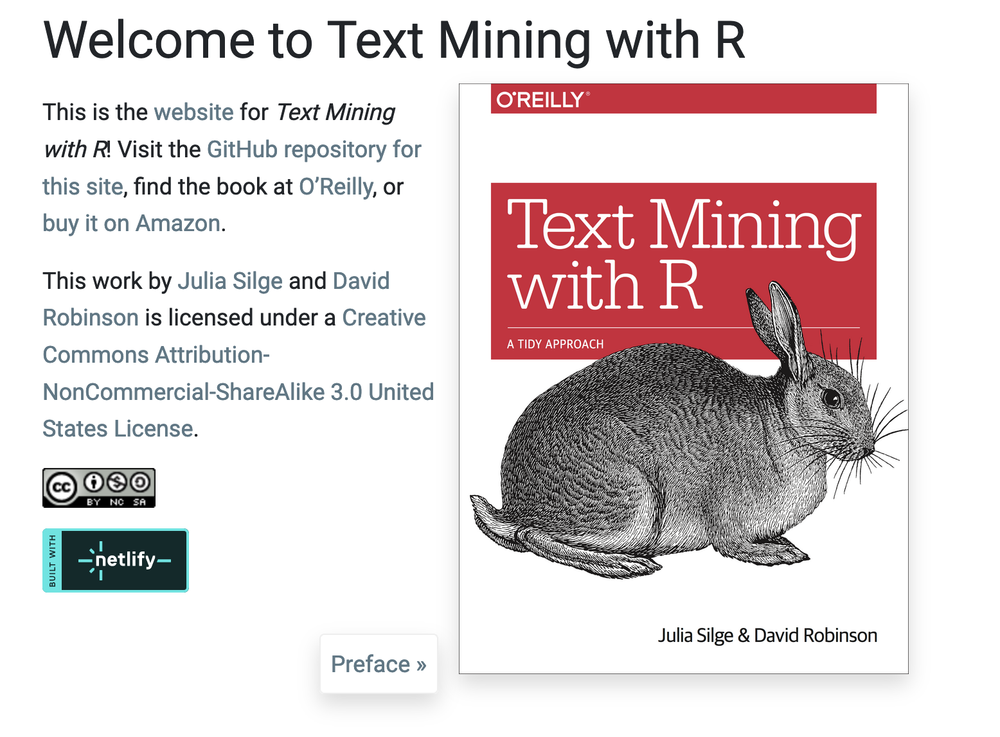 Welcome to Text Mining with R
This is the website for Text Mining
with R! Visit the GitHub repository for
this site, find the book at O’Reilly, or
buy it on Amazon.
This work by Julia Silge and David
Robinson is licensed under a Creative
Commons Attribution-
NonCommercial-ShareAlike 3.0 United
States License.
cc
BY NC SA
BUILT WITH
netlify
Preface »
O'REILLY®
Text Mining
with R
A TIDY APPROACH
Julia Silge & David Robinson